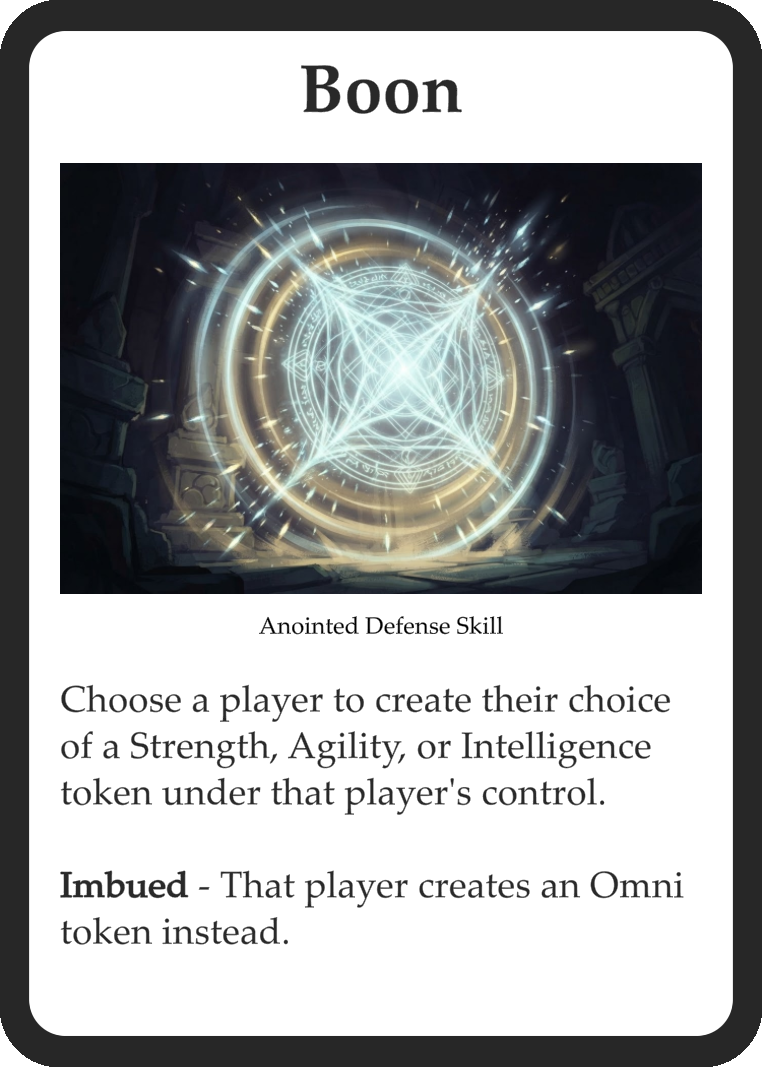 Boon
Anointed Defense Skill
Choose a player to create their choice
of a Strength, Agility, or Intelligence
token under that player's control.
Imbued - That player creates an Omni
token instead.